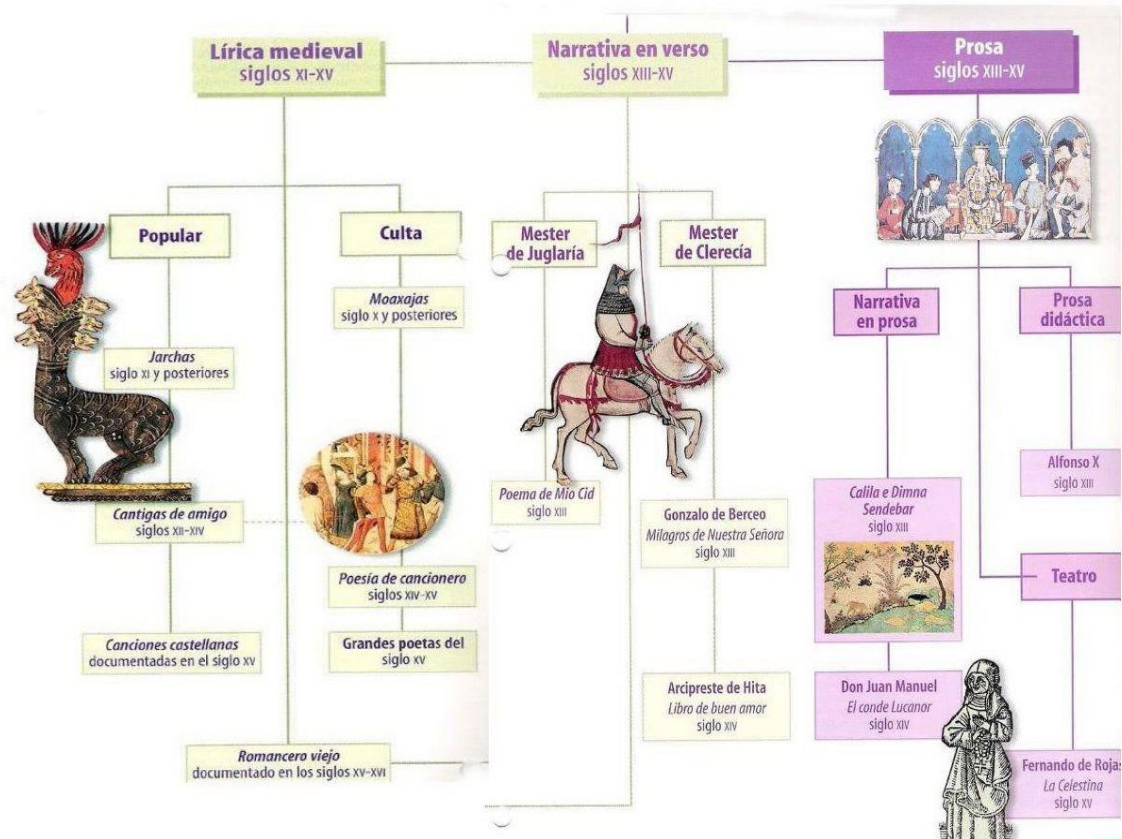 Lírica medieval
siglos XI-XV
Narrativa en verso
siglos XIII-XV
Prosa
siglos XIII-XV
Popular
Culta
Mester
de Juglaría
Mester
de Clerecía
Narrativa
en prosa
Prosa
didáctica
Moaxajas
siglo X y posteriores
Jarchas
siglo XI y posteriores
Cantigas de amigo
siglos XII-XIV
Poesía de cancionero
siglos XIV-XV
Canciones castellanas
documentadas en el siglo XV
Grandes poetas del
siglo XV
Romancero viejo
documentado en los siglos XV-XVI
Poema de Mio Cid
siglo XIII
Gonzalo de Berceo
Milagros de Nuestra Señora
siglo XIII
Arcipreste de Hita
Libro de buen amor
siglo XIV
Calila e Dimna
Sendebar
siglo XIII
Don Juan Manuel
El conde Lucanor
siglo XIV
Alfonso X
siglo XIII
Teatro
Fernando de Rojas
La Celestina
siglo XV